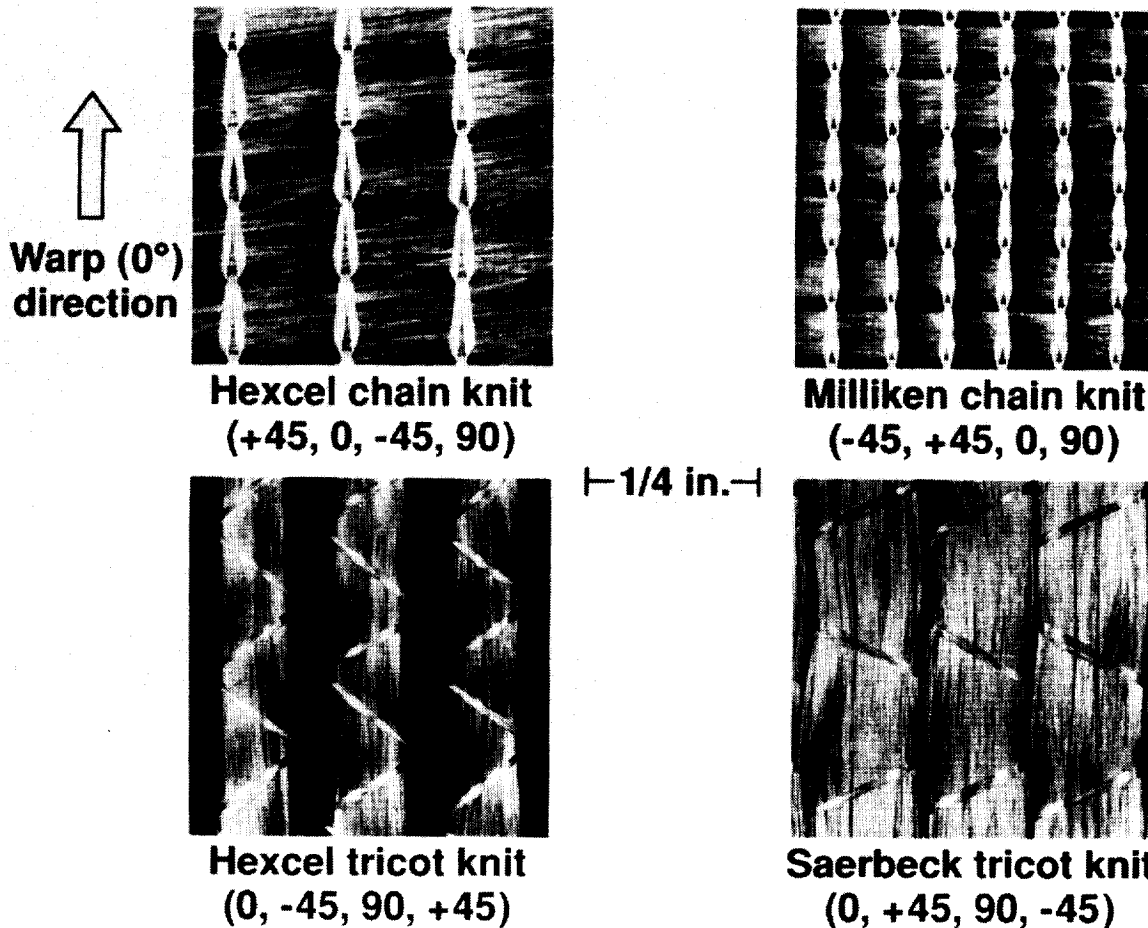 Warp (0°)
direction
Hexcel chain knit
(+45, 0, -45, 90)
Milliken chain knit
(-45, +45, 0, 90)
1/4 in.
Hexcel tricot knit
(0, -45, 90, +45)
Saerbeck tricot knit
(0, +45, 90, -45)